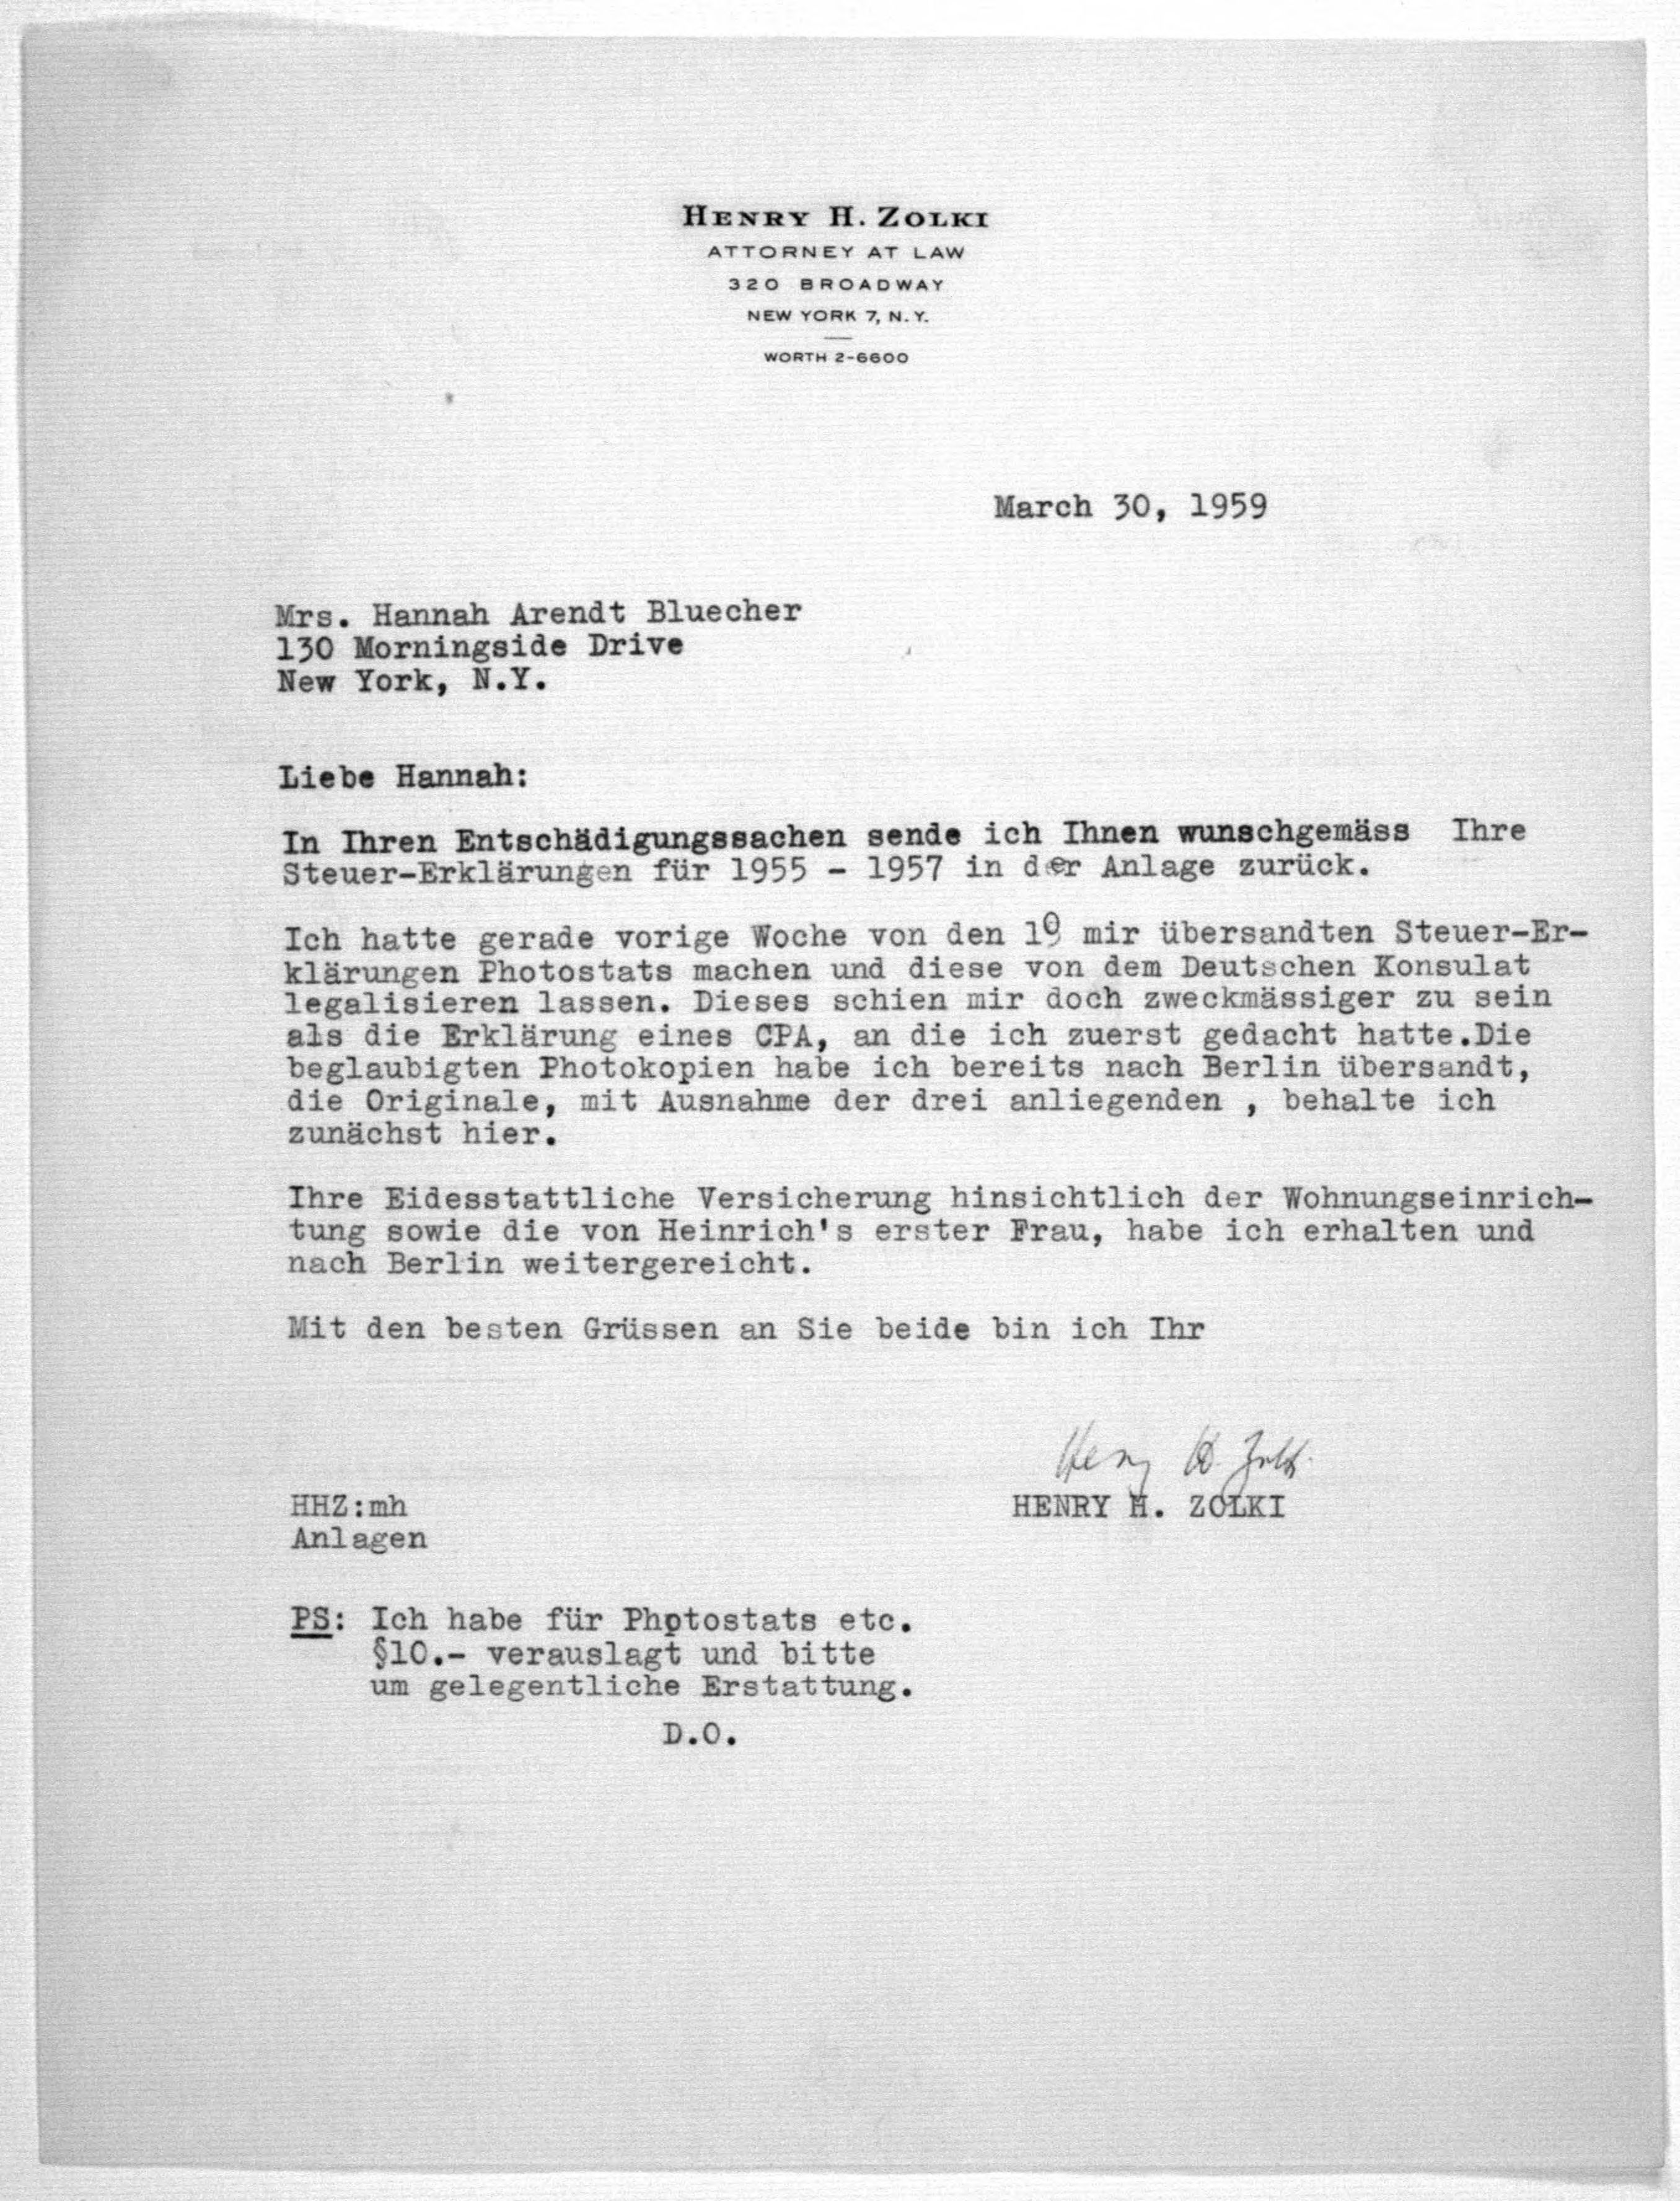 HENRY H. ZOLKI
ATTORNEY AT LAW
320 BROADWAY
NEW YORK 7, N.Y.
WORTH 2-6600
March 30, 1959
Mrs. Hannah Arendt Bluecher
130 Morningside Drive
New York, N.Y.
Liebe Hannah:
In Ihren Entschädigungssachen sende ich Ihnen wunschgemäss Ihre
Steuer-Erklärungen für 1955 - 1957 in der Anlage zurück.
Ich hatte gerade vorige Woche von den mir übersandten Steuer-Er-
klärungen Photostats machen und diese von dem Deutschen Konsulat
legalisieren lassen. Dieses schien mir doch zweckmässiger zu sein
als die Erklärung eines CPA, an die ich zuerst gedacht hatte.Die
beglaubigten Photokopien habe ich bereits nach Berlin übersandt,
die Originale, mit Ausnahme der drei anliegenden , behalte ich
zunächst hier.
Ihre Eidesstattliche Versicherung hinsichtlich der Wohnungseinrich-
tung sowie die von Heinrich's erster Frau, habe ich erhalten und
nach Berlin weitergereicht.
Mit den besten Grüssen an Sie beide bin ich Ihr
Henry H. Zolki
HHZ:mh HENRY H. ZOLKI
Anlagen
PS: Ich habe für Photostats etc.
§10.- verauslagt und bitte
um gelegentliche Erstattung.
D.O.